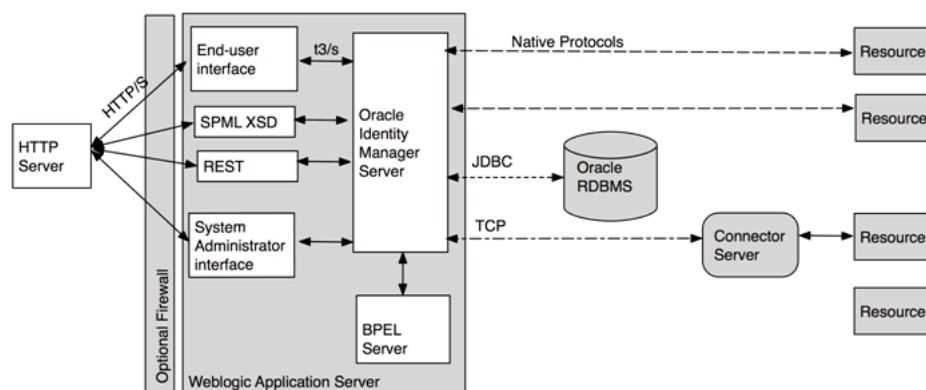 HTTP
Server
HTTP/S
Optional Firewall
End-user
interface
t3/s
SPML XSD
REST
System
Administrator
interface
Oracle
Identity
Manager
Server
BPEL
Server
Weblogic Application Server
Native Protocols
JDBC
Oracle
RDBMS
TCP
Connector
Server
Resource
Resource
Resource
Resource